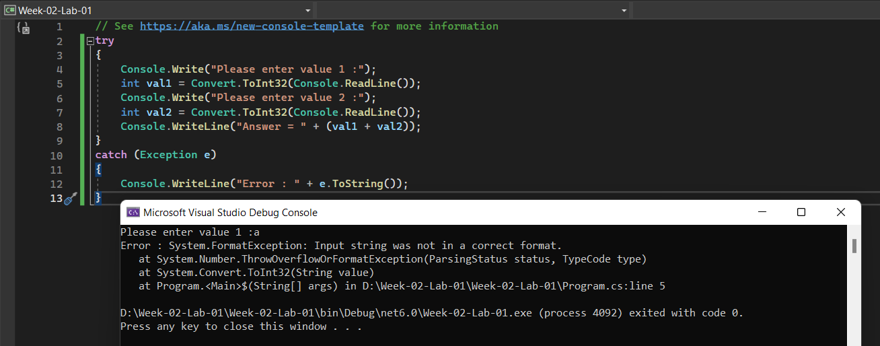 C# Week-02-Lab-01
1 // See https://aka.ms/new-console-template for more information
2 try
3 {
4 Console.Write("Please enter value 1 :");
5 int val1 = Convert.ToInt32(Console.ReadLine());
6 Console.Write("Please enter value 2 :");
7 int val2 = Convert.ToInt32(Console.ReadLine());
8 Console.WriteLine("Answer = " + (val1 + val2));
9 }
10 catch (Exception e)
11 {
12 Console.WriteLine("Error : " + e.ToString());
13 }
Microsoft Visual Studio Debug Console
Please enter value 1 :a
Error : System.FormatException: Input string was not in a correct format.
at System.Number.ThrowOverflowOrFormatException(ParsingStatus status, TypeCode type)
at System.Convert.ToInt32(String value)
at Program.<Main>$(String[] args) in D:\Week-02-Lab-01\Week-02-Lab-01\Program.cs:line 5
D:\Week-02-Lab-01\Week-02-Lab-01\bin\Debug\net6.0\Week-02-Lab-01.exe (process 4092) exited with code 0.
Press any key to close this window . . .